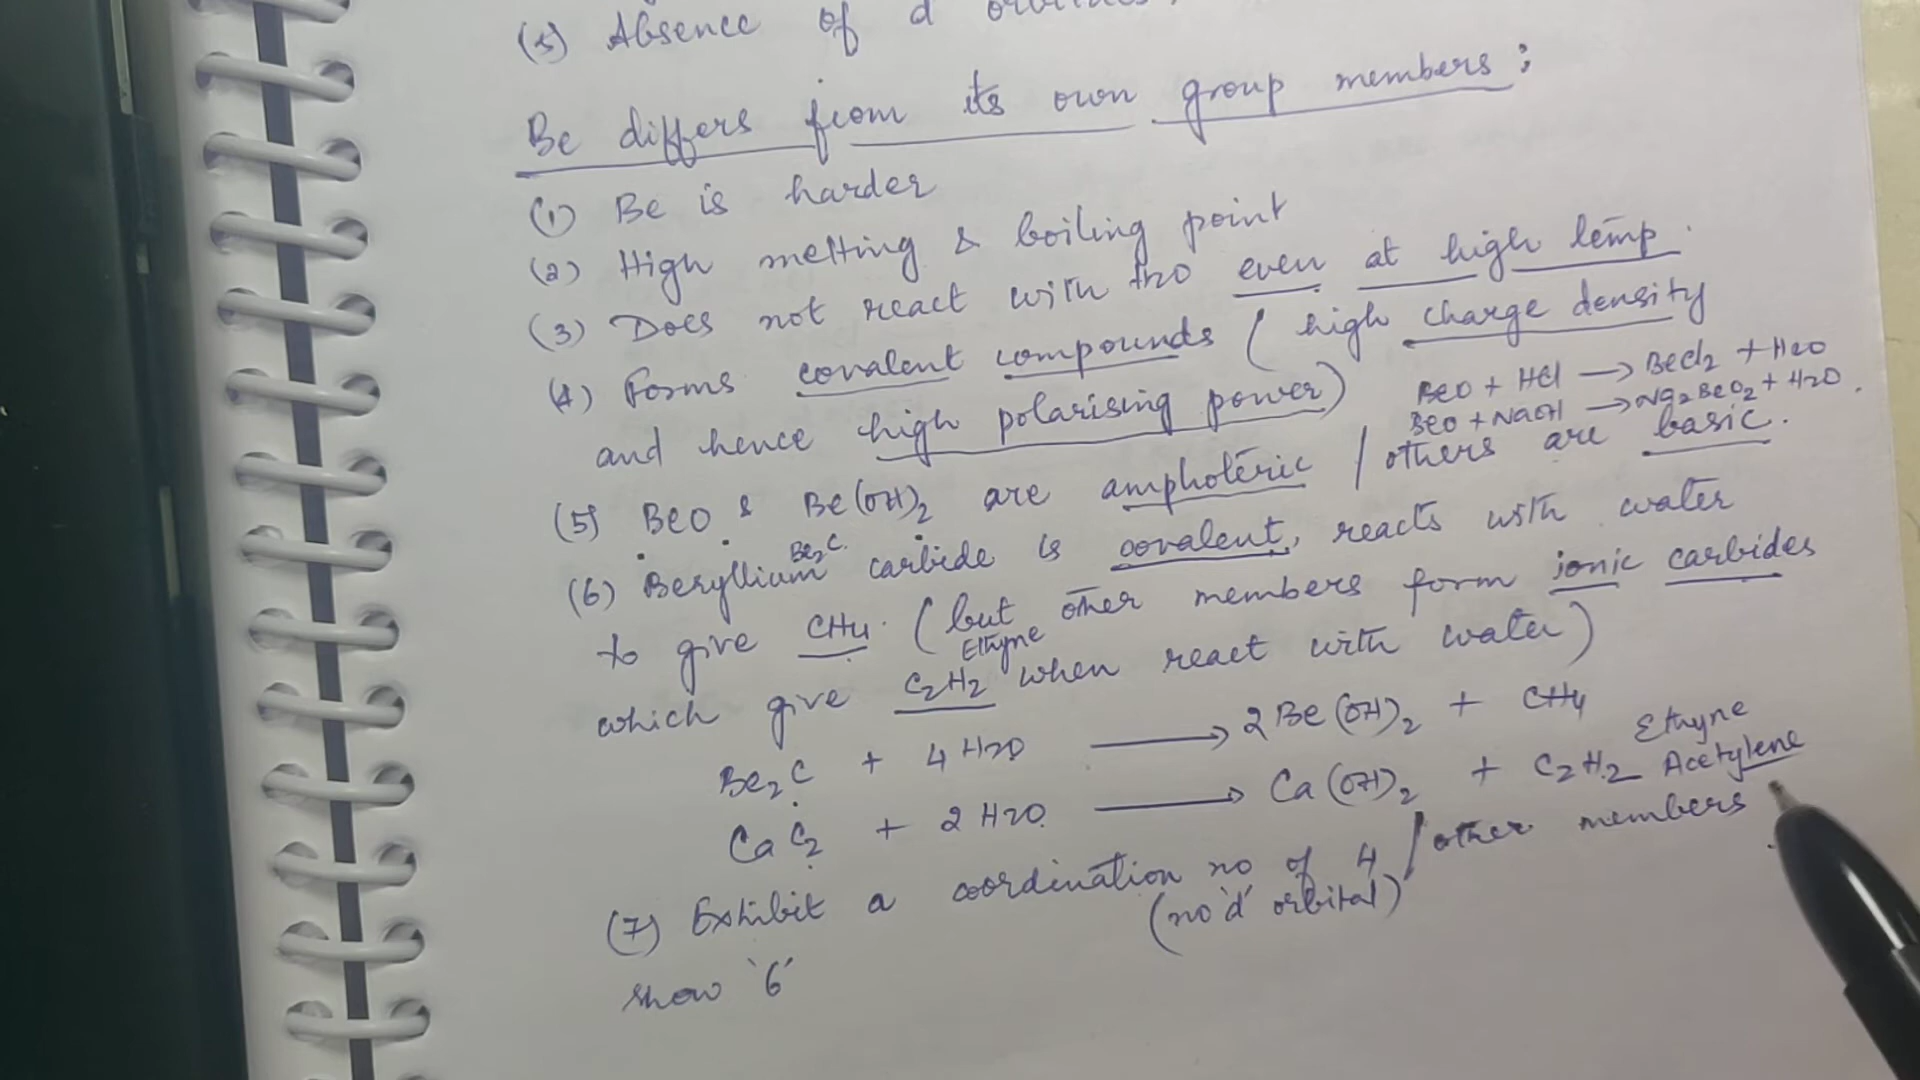 (5) Absence of d
Be differs from its own group members :
(1) Be is harder
(2) High melting & boiling point
(3) Does not react with H2O even at high temp.
(4) Forms covalent compounds ( high charge density
and hence high polarising power)
BeO + HCl → BeCl2 + H2O
BeO + NaOH → Na2BeO2 + H2O.
(5) BeO & Be(OH)2 are amphoteric / others are basic.
Be2C.
(6) Beryllium carbide is covalent, reacts with water
to give CH4. (but other members form ionic carbides
Ethyne
which give C2H2 when react with water)
Be2C + 4 H2O → 2 Be(OH)2 + CH4
Ethyne
CaC2 + 2 H2O → Ca(OH)2 + C2H2 Acetylene
(7) Exhibit a coordination no of 4 / other members
(no 'd' orbital)
show '6'